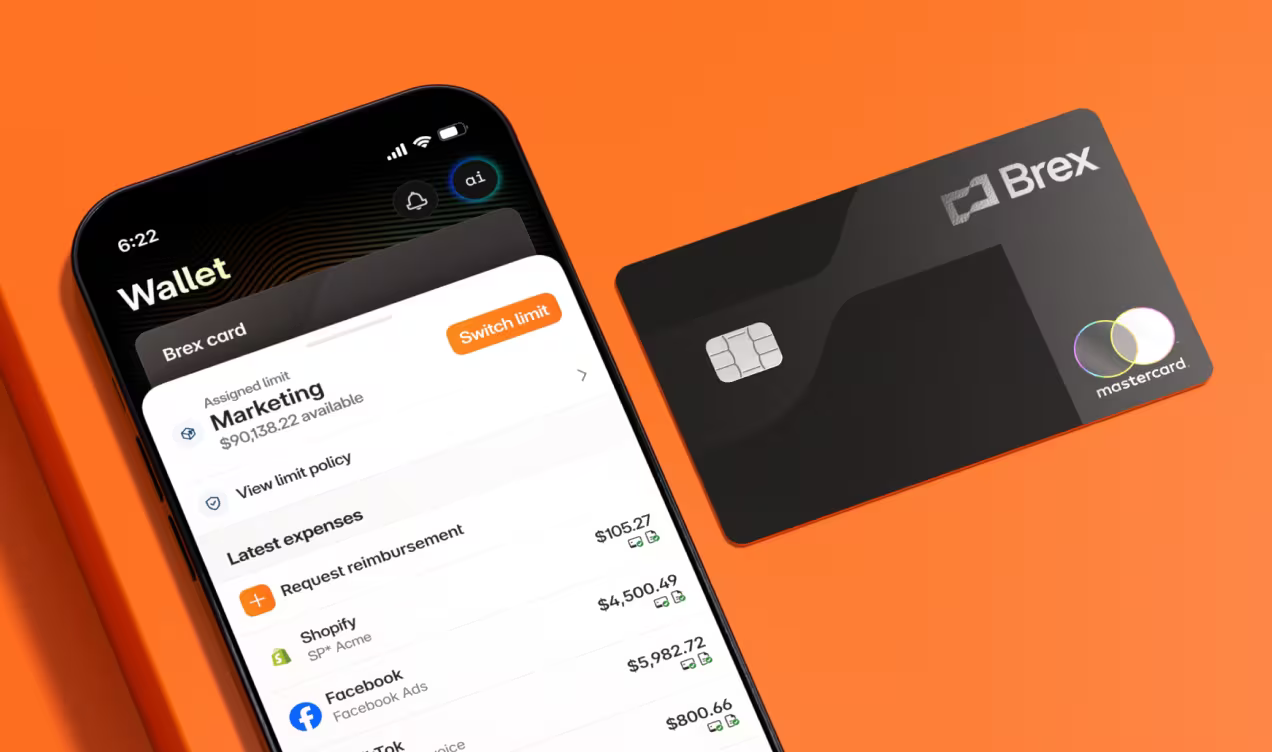 6:22
ai
Wallet
Brex card
Switch limit
Assigned limit
Marketing
$90,138.22 available
View limit policy
Latest expenses
Request reimbursement
Shopify
SP* Acme
$105.27
Facebook
Facebook Ads
$4,500.49
kTok
voice
$5,982.72
$800.66
Brex
mastercard